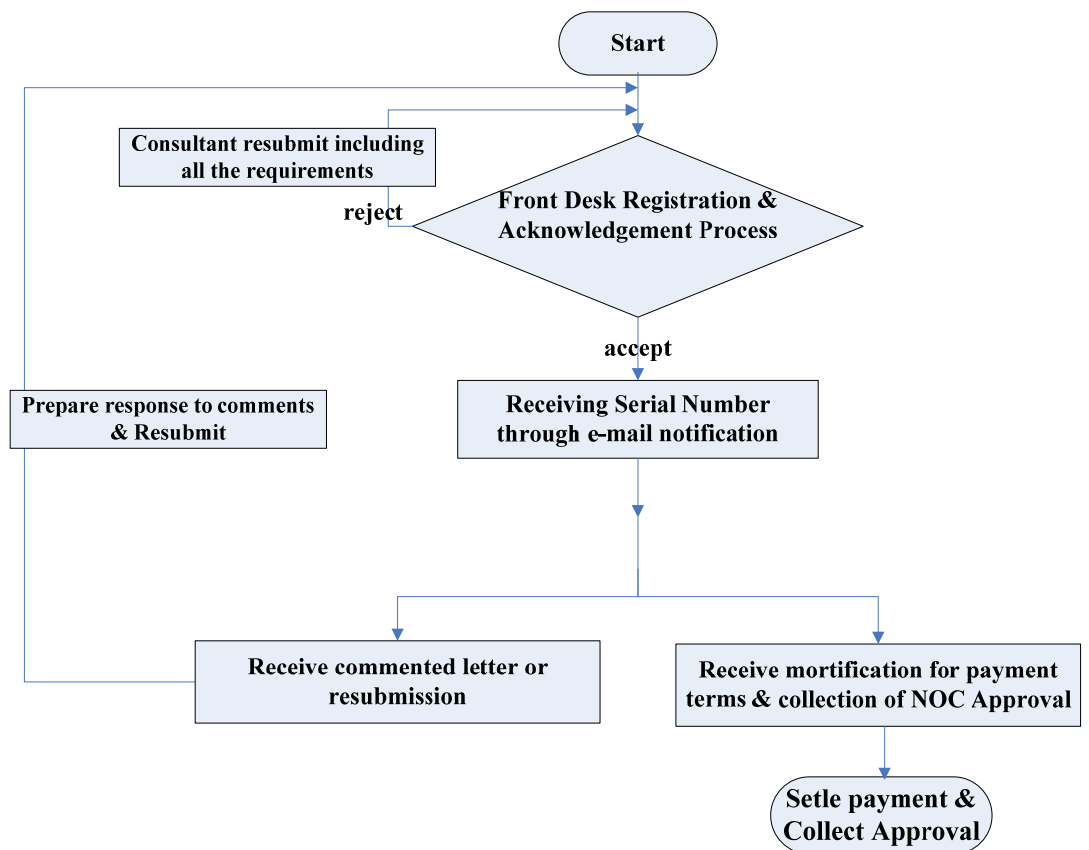 Start
Consultant resubmit including
all the requirements
reject
Front Desk Registration &
Acknowledgement Process
accept
Prepare response to comments
& Resubmit
Receiving Serial Number
through e-mail notification
Receive commented letter or
resubmission
Receive mortification for payment
terms & collection of NOC Approval
Setle payment &
Collect Approval